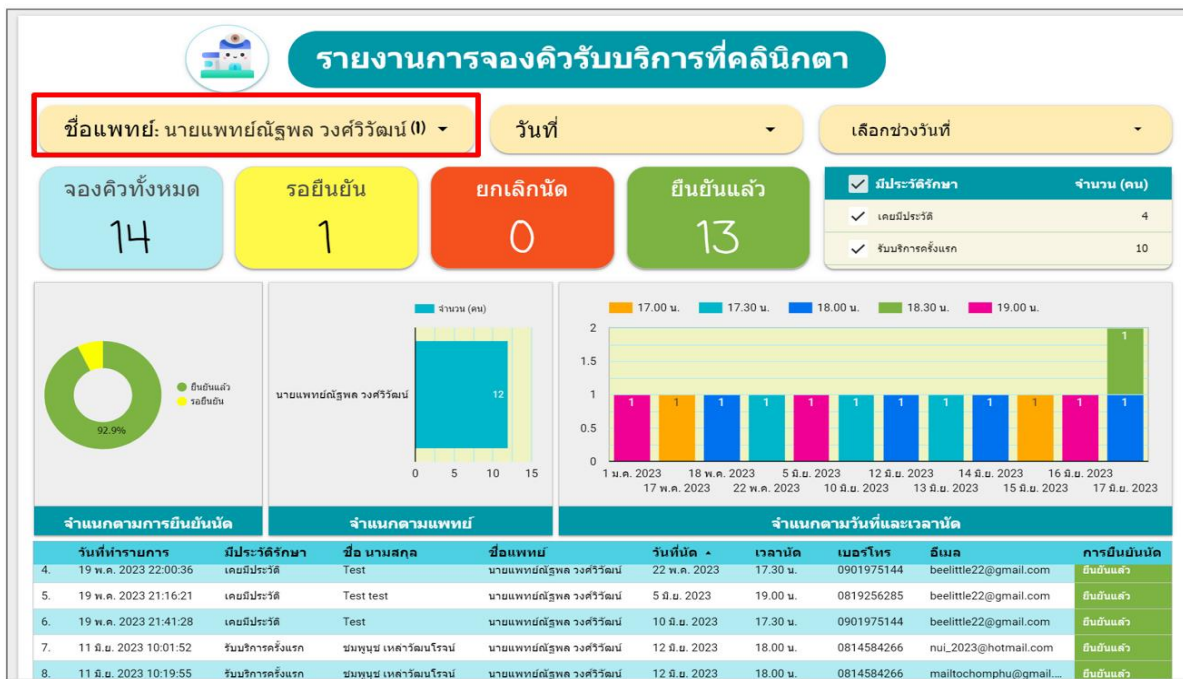 รายงานการจองคิวรับบริการที่คลินิกตา
ชื่อแพทย์: นายแพทย์ณัฐพล วงศ์วิวัฒน์ (1)
วันที่
เลือกช่วงวันที่
จองคิวทั้งหมด
14
รอยืนยัน
1
ยกเลิกนัด
0
ยืนยันแล้ว
13
มีประวัติรักษา จำนวน (คน)
เคยมีประวัติ 4
รับบริการครั้งแรก 10
ยืนยันแล้ว
รอยืนยัน
92.9%
จำแนกตามการยืนยันนัด
จำนวน (คน)
นายแพทย์ณัฐพล วงศ์วิวัฒน์ 12
0 5 10 15
จำแนกตามแพทย์
17.00 น. 17.30 น. 18.00 น. 18.30 น. 19.00 น.
2
1.5
1
0.5
0
1
1 1 1 1 1 1 1 1 1 1 1 1
1 ม.ค. 2023 18 พ.ค. 2023 5 มิ.ย. 2023 12 มิ.ย. 2023 14 มิ.ย. 2023 16 มิ.ย. 2023
17 พ.ค. 2023 22 พ.ค. 2023 10 มิ.ย. 2023 13 มิ.ย. 2023 15 มิ.ย. 2023 17 มิ.ย. 2023
จำแนกตามวันที่และเวลานัด
วันที่ทำรายการ มีประวัติรักษา ชื่อ นามสกุล ชื่อแพทย์ วันที่นัด เวลานัด เบอร์โทร อีเมล การยืนยันนัด
4. 19 พ.ค. 2023 22:00:36 เคยมีประวัติ Test นายแพทย์ณัฐพล วงศ์วิวัฒน์ 22 พ.ค. 2023 17.30 น. 0901975144 beelittle22@gmail.com ยืนยันแล้ว
5. 19 พ.ค. 2023 21:16:21 เคยมีประวัติ Test test นายแพทย์ณัฐพล วงศ์วิวัฒน์ 5 มิ.ย. 2023 19.00 น. 0819256285 beelittle22@gmail.com ยืนยันแล้ว
6. 19 พ.ค. 2023 21:41:28 เคยมีประวัติ Test นายแพทย์ณัฐพล วงศ์วิวัฒน์ 10 มิ.ย. 2023 17.30 น. 0901975144 beelittle22@gmail.com ยืนยันแล้ว
7. 11 มิ.ย. 2023 10:01:52 รับบริการครั้งแรก ชมพูนุช เหล่าวัฒนโรจน์ นายแพทย์ณัฐพล วงศ์วิวัฒน์ 12 มิ.ย. 2023 18.00 น. 0814584266 nui_2023@hotmail.com ยืนยันแล้ว
8. 11 มิ.ย. 2023 10:19:55 รับบริการครั้งแรก ชมพูนุช เหล่าวัฒนโรจน์ นายแพทย์ณัฐพล วงศ์วิวัฒน์ 12 มิ.ย. 2023 18.00 น. 0814584266 mailtochomphu@gmail.... ยืนยันแล้ว